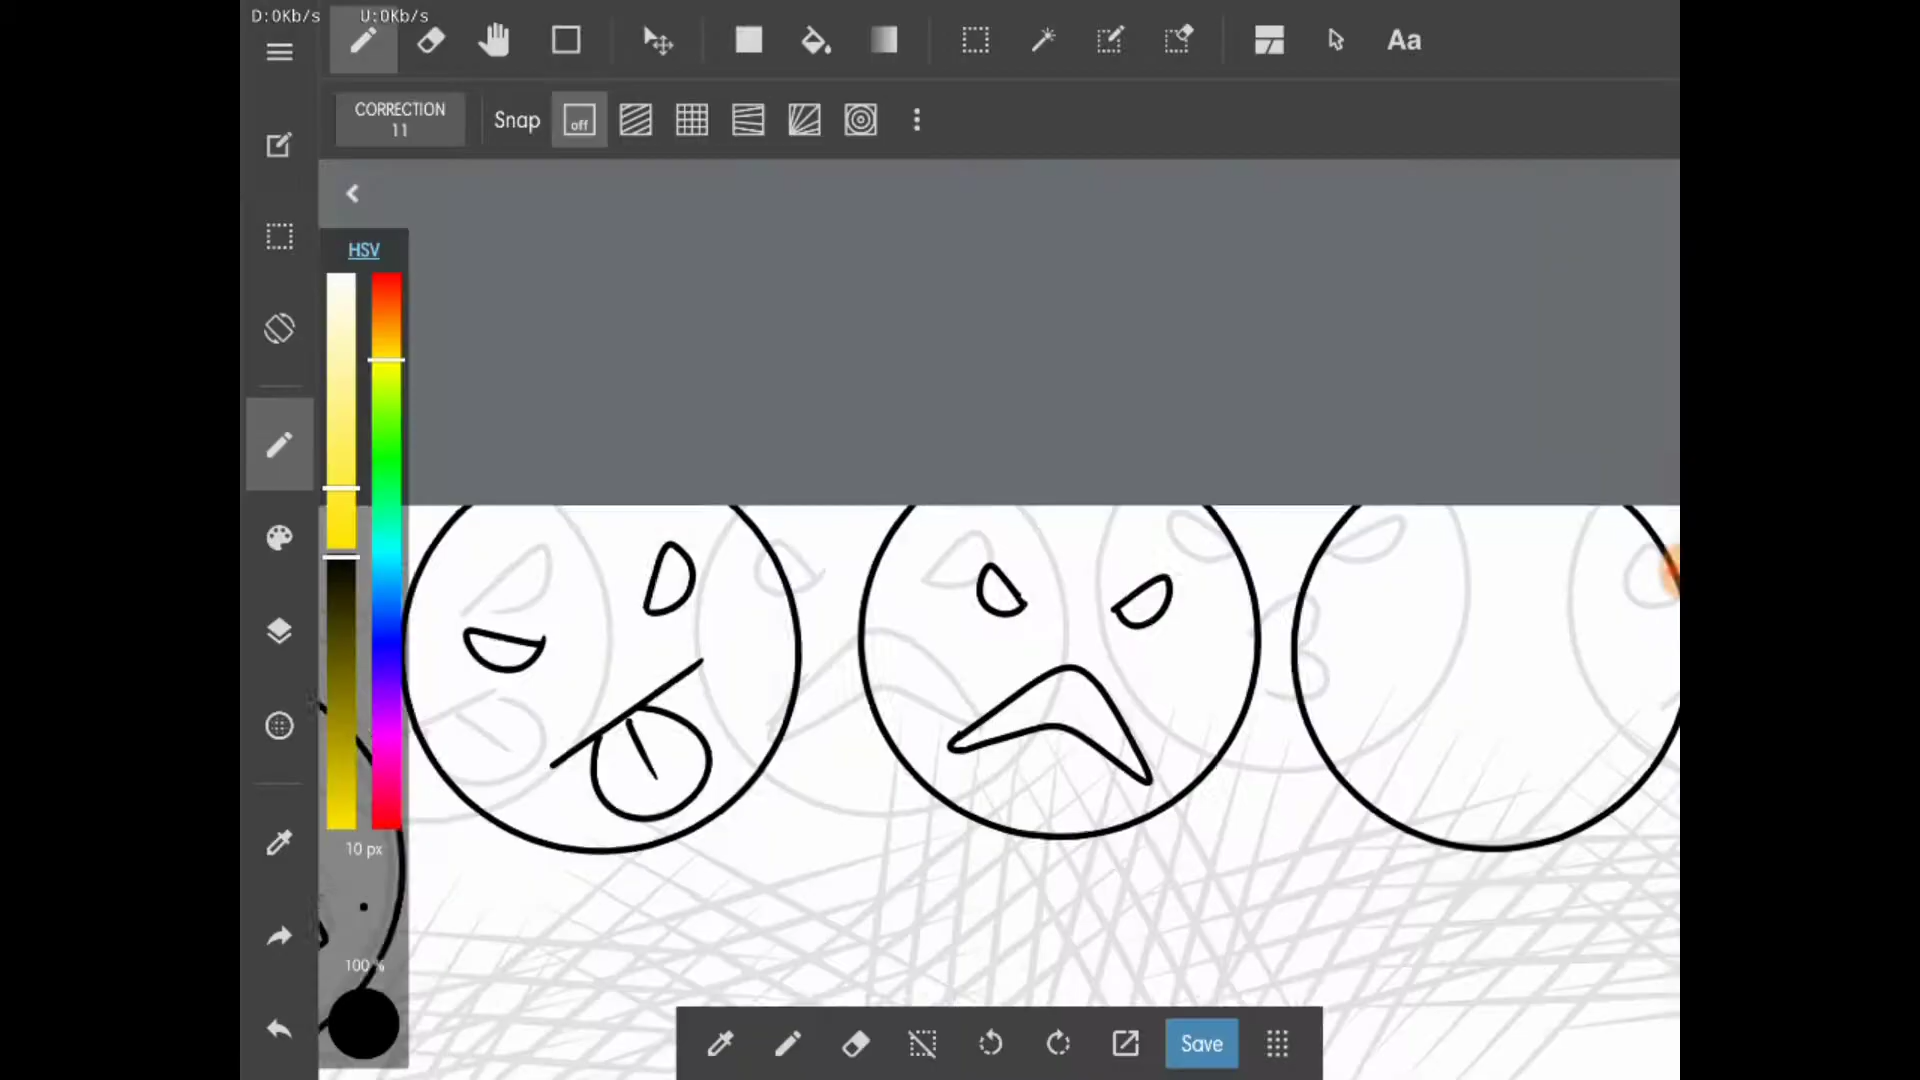 D:0Kb/s U:0Kb/s
Aa
CORRECTION
11
Snap
off
HSV
10 px
100 %
Save